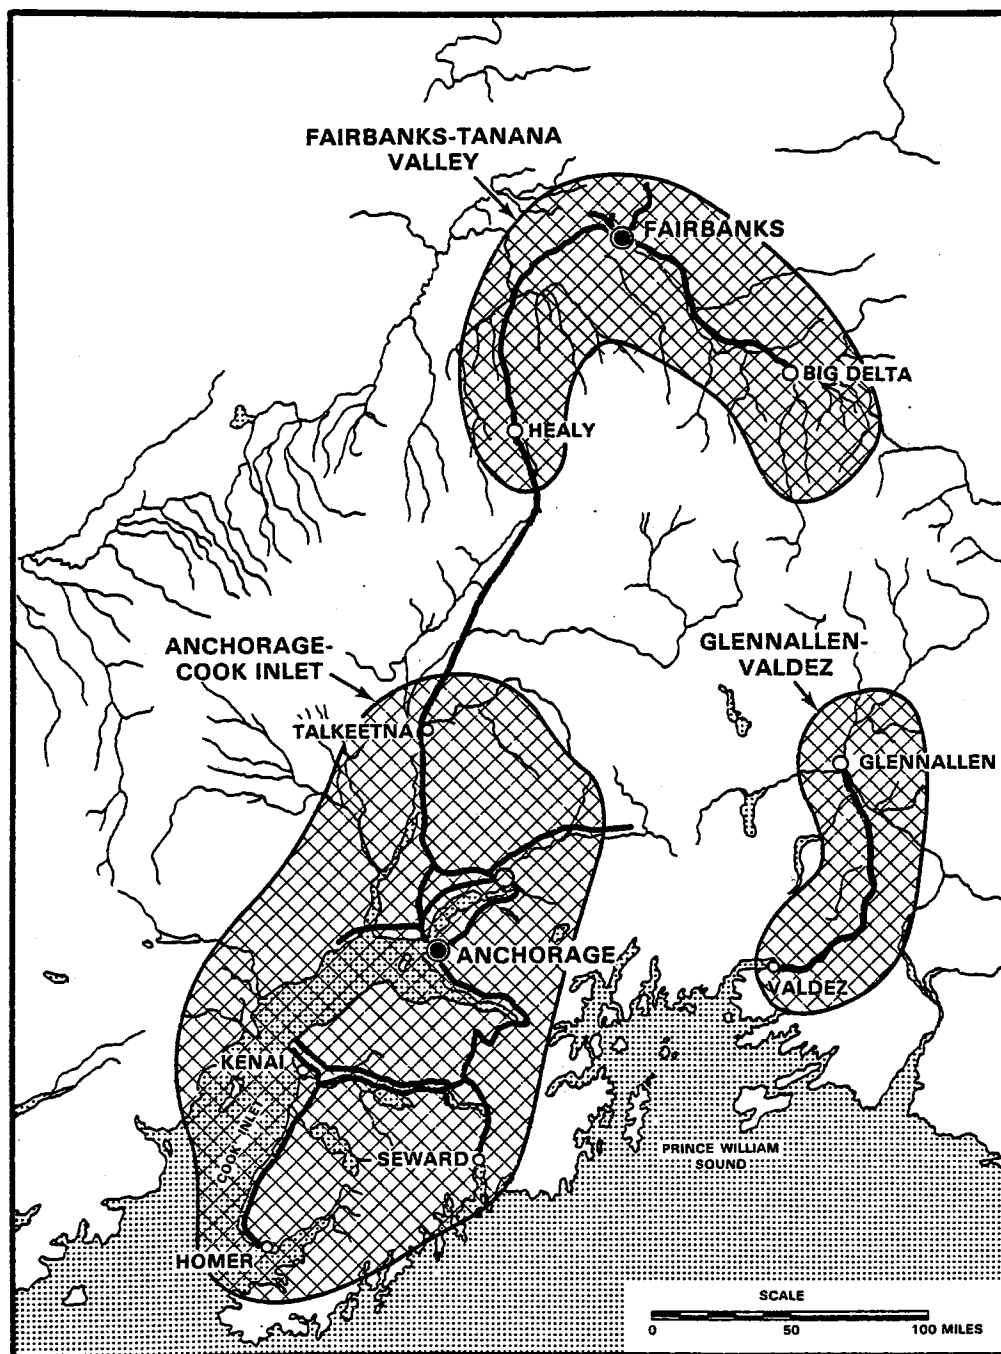 FAIRBANKS-TANANA
VALLEY
FAIRBANKS
BIG DELTA
HEALY
ANCHORAGE-
COOK INLET
GLENNALLEN-
VALDEZ
TALKEETNA
GLENNALLEN
ANCHORAGE
VALDEZ
KENAI
COOK INLET
SEWARD
PRINCE WILLIAM
SOUND
HOMER
SCALE
0 50 100 MILES